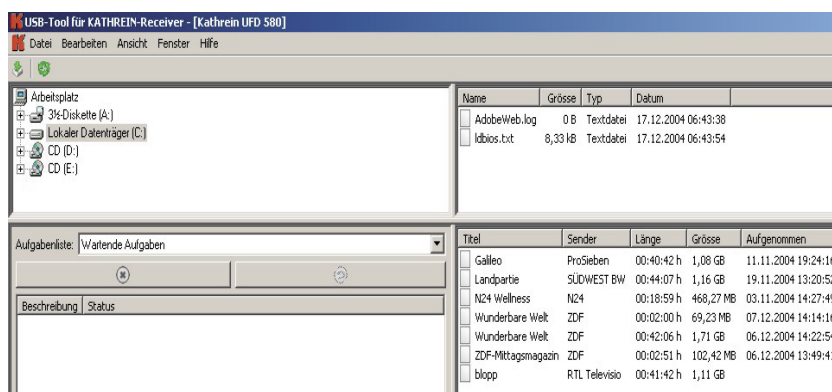 USB-Tool für KATHREIN-Receiver - [Kathrein UFD 580]
Datei Bearbeiten Ansicht Fenster Hilfe
Arbeitsplatz
3½-Diskette (A:)
Lokaler Datenträger (C:)
CD (D:)
CD (E:)
Name Grösse Typ Datum
AdobeWeb.log 0 B Textdatei 17.12.2004 06:43:38
ldbios.txt 8,33 kB Textdatei 17.12.2004 06:43:54
Aufgabenliste: Wartende Aufgaben
Beschreibung Status
Titel Sender Länge Grösse Aufgenommen
Galileo ProSieben 00:40:42 h 1,08 GB 11.11.2004 19:24:16
Landpartie SÜDWEST BW 00:44:07 h 1,16 GB 19.11.2004 13:20:52
N24 Wellness N24 00:18:59 h 468,27 MB 03.11.2004 14:27:49
Wunderbare Welt ZDF 00:02:00 h 69,23 MB 07.12.2004 14:14:16
Wunderbare Welt ZDF 00:42:06 h 1,71 GB 06.12.2004 14:22:54
ZDF-Mittagsmagazin ZDF 00:02:51 h 102,42 MB 06.12.2004 13:49:4
blopp RTL Televisio 00:41:42 h 1,11 GB